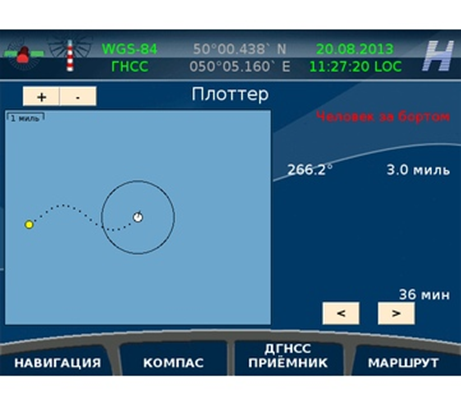 WGS-84 50°00.438` N 20.08.2013
ГНСС 050°05.160` E 11:27:20 LOC
H
+ -
Плоттер
1 миль
Человек за бортом
266.2° 3.0 миль
36 мин
< >
НАВИГАЦИЯ КОМПАС ДГНСС ПРИЁМНИК МАРШРУТ